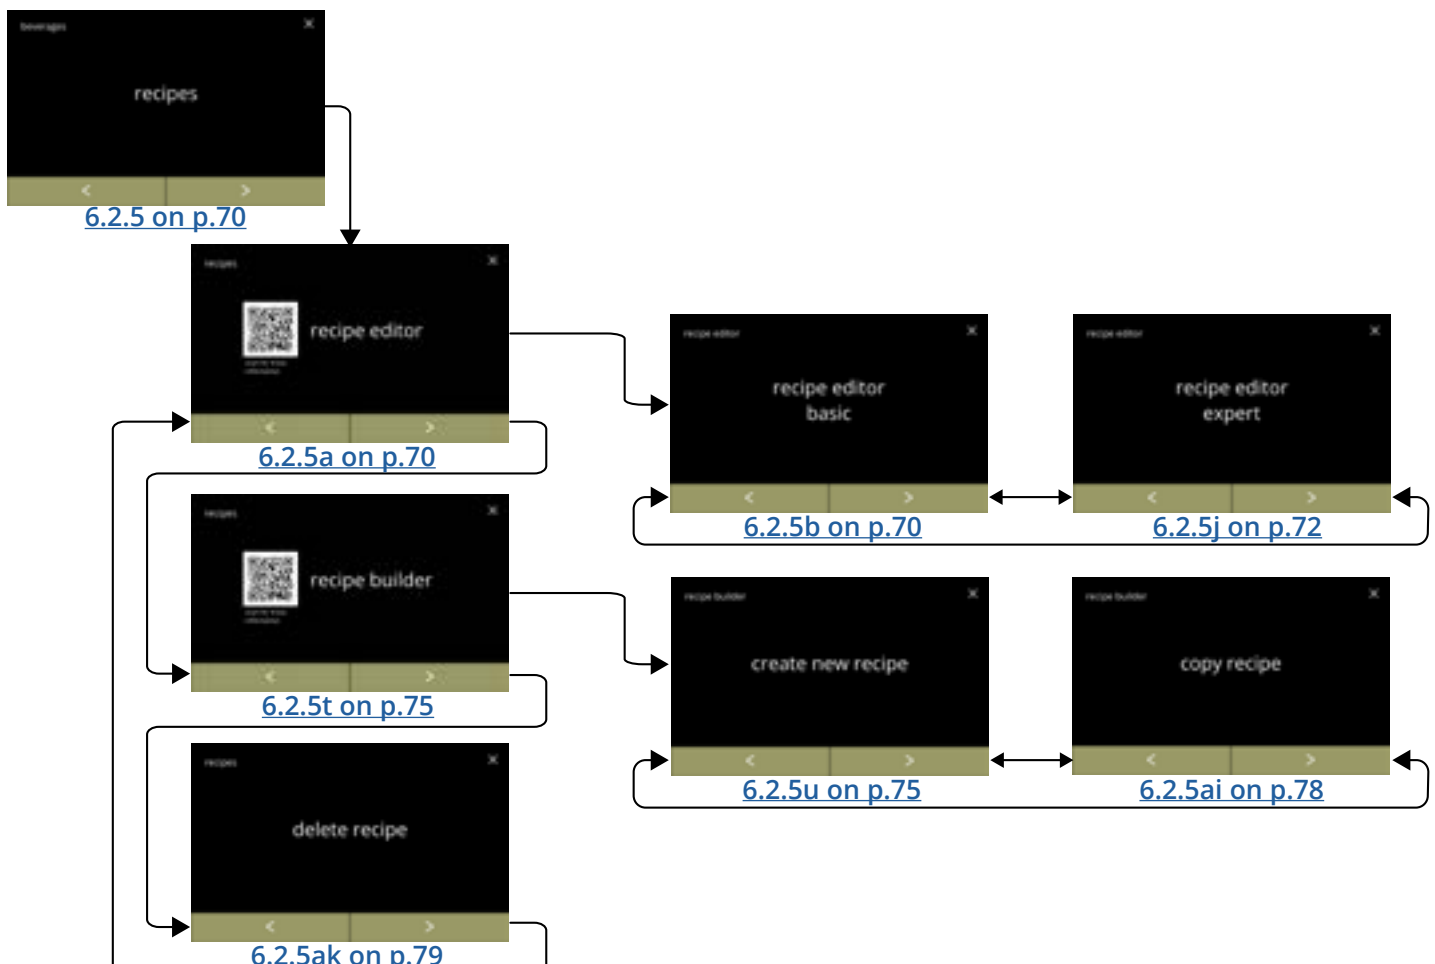 beverages
recipes
6.2.5 on p.70
recipes
recipe editor
6.2.5a on p.70
recipe editor
recipe editor
basic
6.2.5b on p.70
recipe editor
recipe editor
expert
6.2.5j on p.72
recipes
recipe builder
6.2.5t on p.75
recipe builder
create new recipe
6.2.5u on p.75
recipe builder
copy recipe
6.2.5ai on p.78
recipes
delete recipe
6.2.5ak on p.79